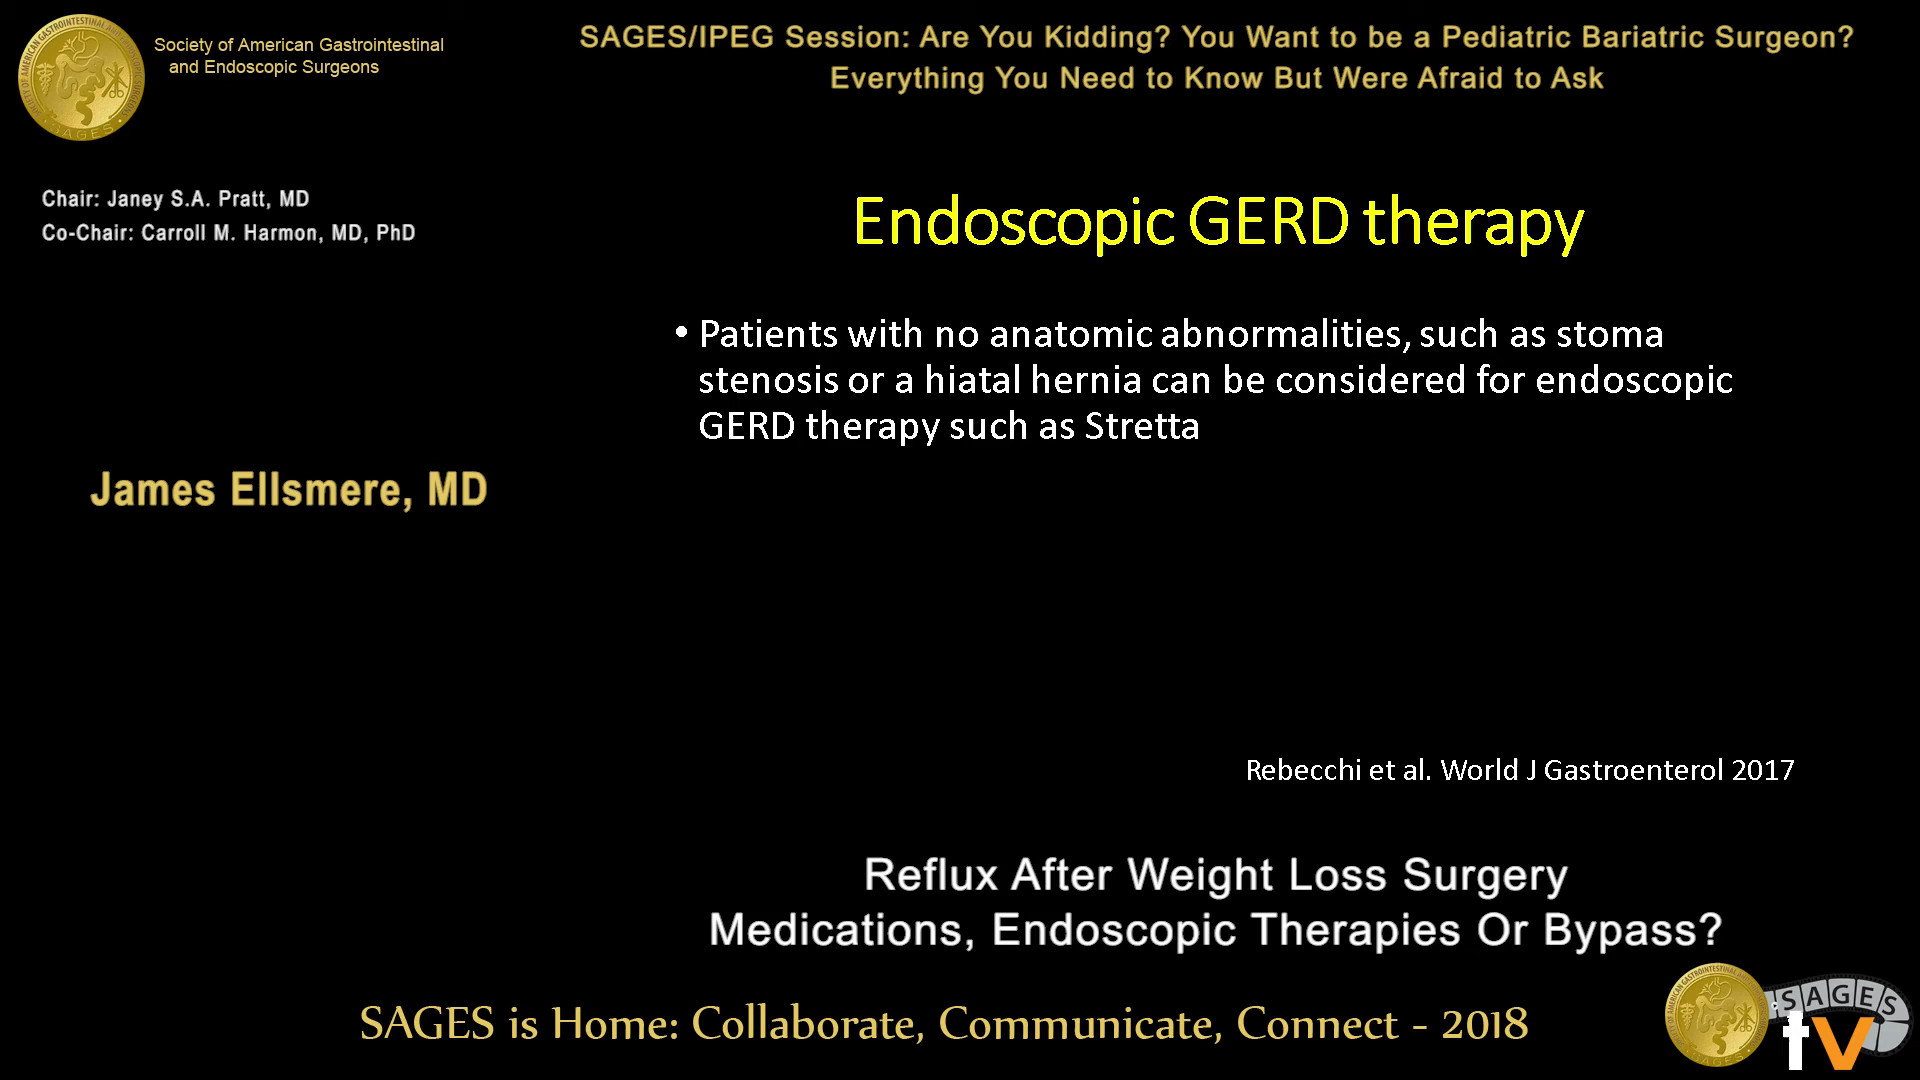 Society of American Gastrointestinal
and Endoscopic Surgeons
SAGES/IPEG Session: Are You Kidding? You Want to be a Pediatric Bariatric Surgeon?
Everything You Need to Know But Were Afraid to Ask
Chair: Janey S.A. Pratt, MD
Co-Chair: Carroll M. Harmon, MD, PhD
James Ellsmere, MD
Endoscopic GERD therapy
• Patients with no anatomic abnormalities, such as stoma
stenosis or a hiatal hernia can be considered for endoscopic
GERD therapy such as Stretta
Rebecchi et al. World J Gastroenterol 2017
Reflux After Weight Loss Surgery
Medications, Endoscopic Therapies Or Bypass?
SAGES is Home: Collaborate, Communicate, Connect - 2018
SAGES
tv